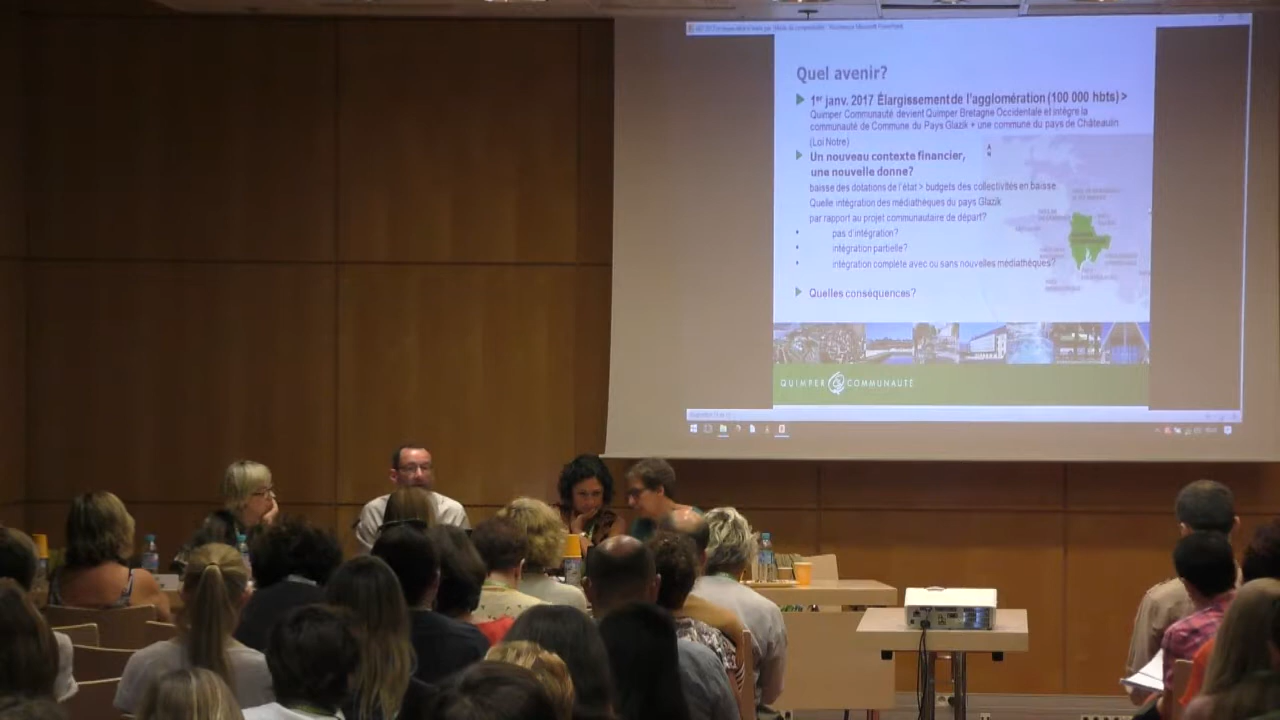 Quel avenir?
1er janv. 2017 Élargissement de l'agglomération (100 000 hbts) >
Quimper Communauté devient Quimper Bretagne Occidentale et intègre la
communauté de Commune du Pays Glazik + une commune du pays de Châteaulin
(Loi Notre)
Un nouveau contexte financier,
une nouvelle donne?
baisse des dotations de l'état > budgets des collectivités en baisse
Quelle intégration des médiathèques du pays Glazik
par rapport au projet communautaire de départ?
• pas d'intégration?
• intégration partielle?
• intégration complète avec ou sans nouvelles médiathèques?
Quelles conséquences?
QUIMPER COMMUNAUTÉ